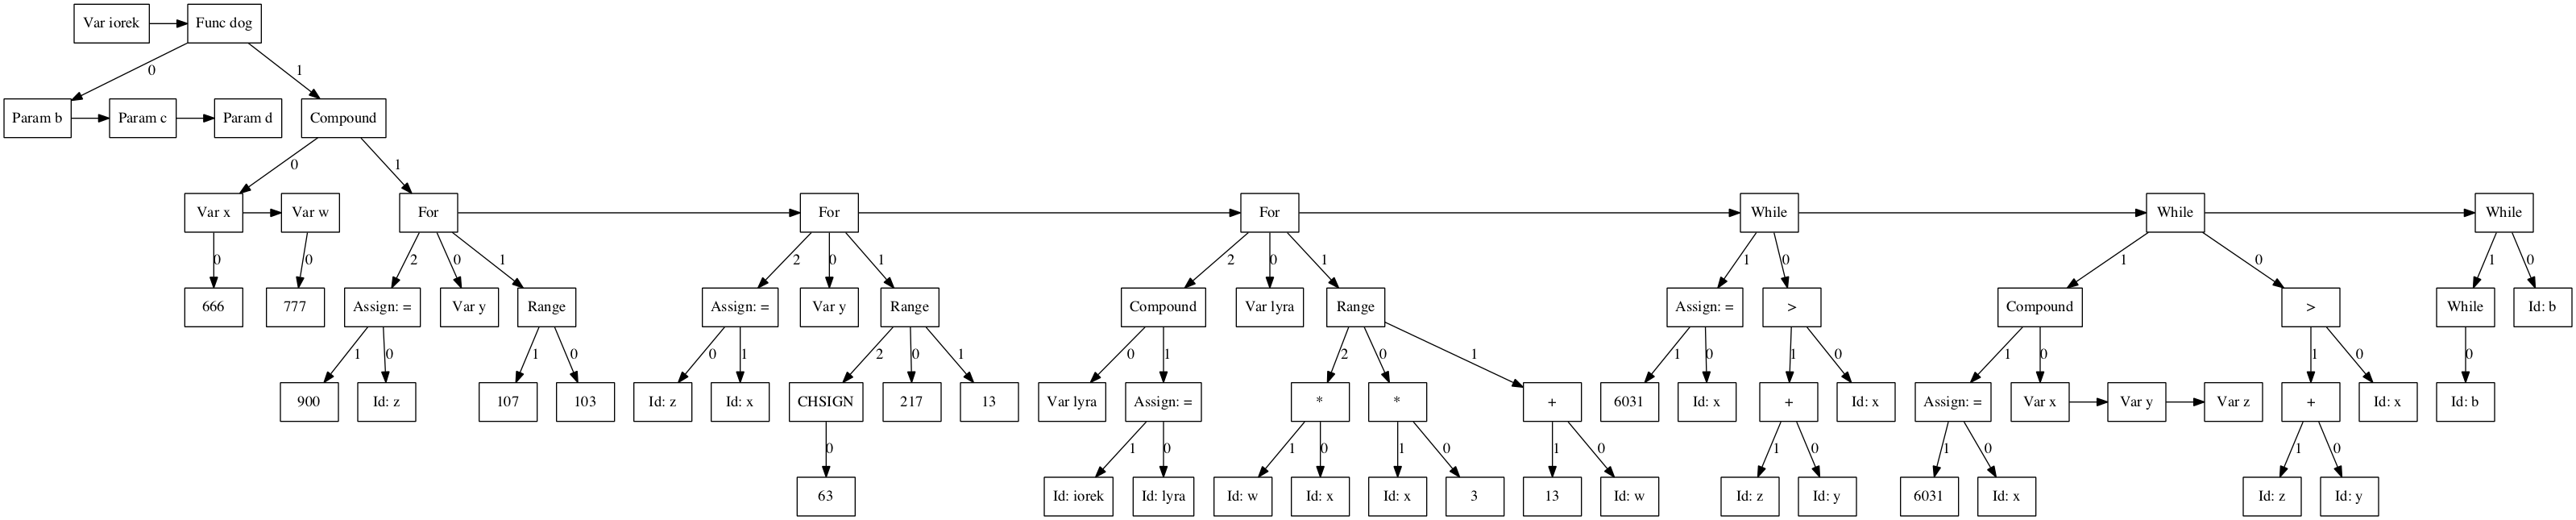 Var iorek Func dog
0 1
Param b Param c Param d Compound
0 1
Var x Var w For For For While While While
0 0 2 0 1 2 0 1 2 0 1 1 0 1 0 1 0
666 777 Assign: = Var y Range Assign: = Var y Range Compound Var lyra Range Assign: = > Compound > While Id: b
1 0 1 0 0 1 2 0 1 0 1 2 0 1 1 0 1 0 1 0 1 0 0
900 Id: z 107 103 Id: z Id: x CHSIGN 217 13 Var lyra Assign: = * * + 6031 Id: x + Id: x Assign: = Var x Var y Var z + Id: x Id: b
0 1 0 1 0 1 0 1 0 1 0 1 0 1 0
63 Id: iorek Id: lyra Id: w Id: x Id: x 3 13 Id: w Id: z Id: y 6031 Id: x Id: z Id: y